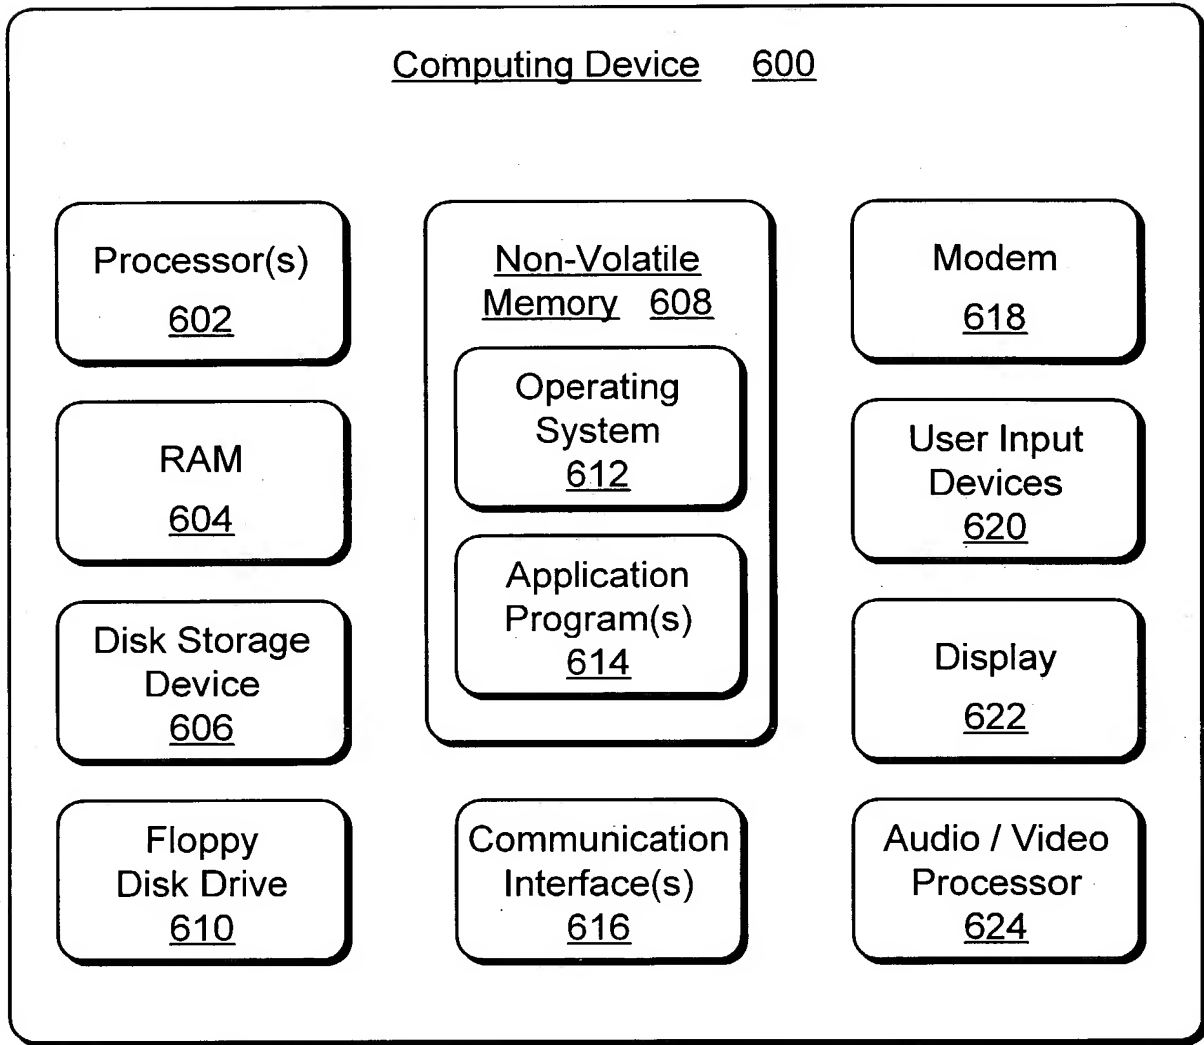 Computing Device 600
Processor(s)
602
RAM
604
Disk Storage
Device
606
Floppy
Disk Drive
610
Non-Volatile
Memory 608
Operating
System
612
Application
Program(s)
614
Communication
Interface(s)
616
Modem
618
User Input
Devices
620
Display
622
Audio / Video
Processor
624